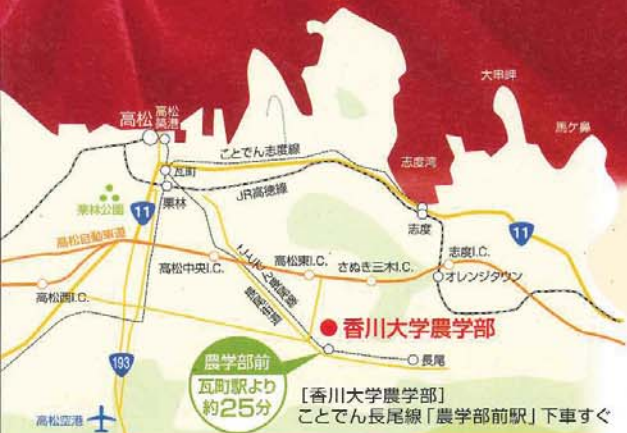 大串岬
馬ケ鼻
高松
高松
築港
ことでん志度線
志度湾
瓦町
JR高徳線
栗林
栗林公園
11
志度
11
高松自動車道
高松中央I.C.
高松東I.C.
さぬき三木I.C.
志度I.C.
オレンジタウン
高松西I.C.
ことでん長尾線
長尾街道
香川大学農学部
農学部前
瓦町駅より
約25分
長尾
193
高松空港
[香川大学農学部]
ことでん長尾線「農学部前駅」下車すぐ